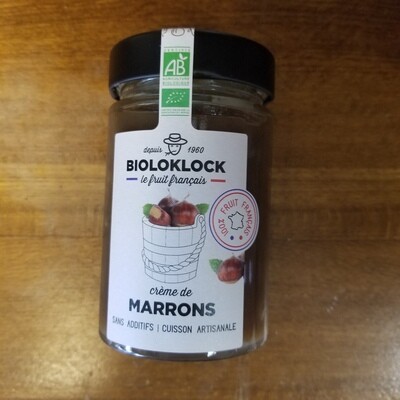 AB
depuis 1960
BIOLOKLOCK
le fruit français
100% FRUIT FRANÇAIS
crème de
MARRONS
SANS ADDITIFS | CUISSON ARTISANALE